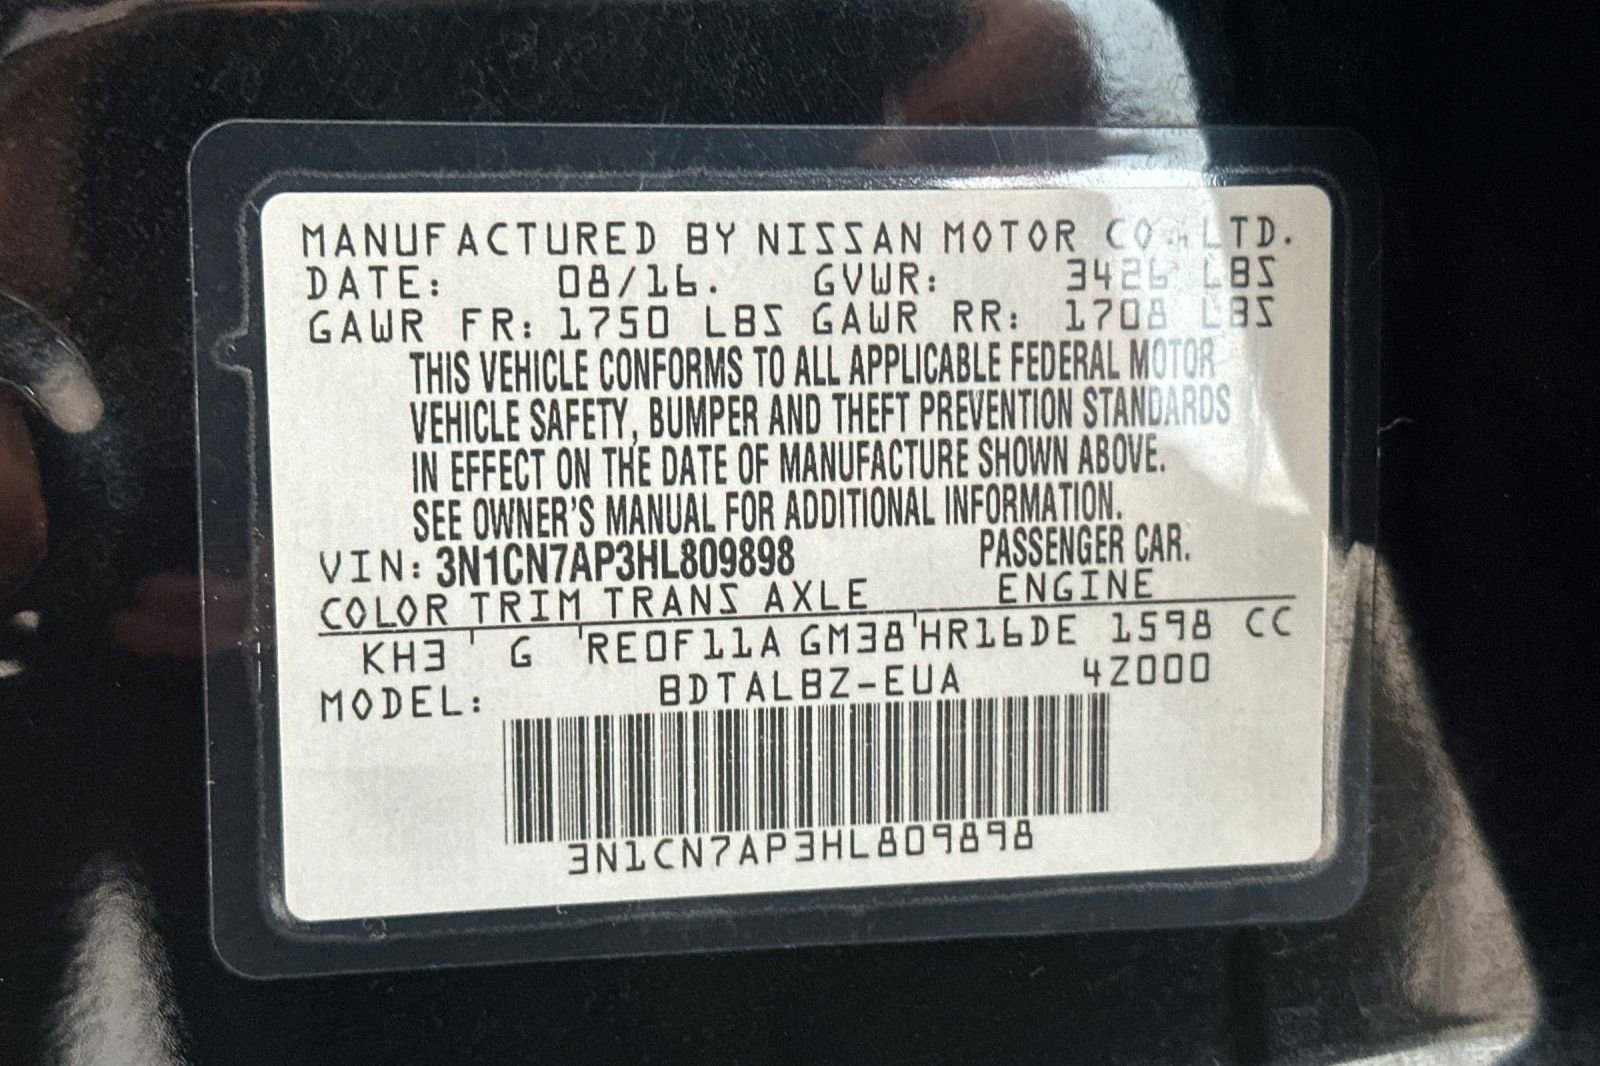 MANUFACTURED BY NISSAN MOTOR CO., LTD.
DATE: 08/16. GVWR: 3426 LBS
GAWR FR: 1750 LBS GAWR RR: 1708 LBS
THIS VEHICLE CONFORMS TO ALL APPLICABLE FEDERAL MOTOR
VEHICLE SAFETY, BUMPER AND THEFT PREVENTION STANDARDS
IN EFFECT ON THE DATE OF MANUFACTURE SHOWN ABOVE.
SEE OWNER'S MANUAL FOR ADDITIONAL INFORMATION.
VIN: 3N1CN7AP3HL809898 PASSENGER CAR.
COLOR TRIM TRANS AXLE ENGINE
KH3 ' G ' RE0F11A GM38 ' HR16DE 1598 CC
MODEL: BDTALBZ-EUA 4Z000
3N1CN7AP3HL809898